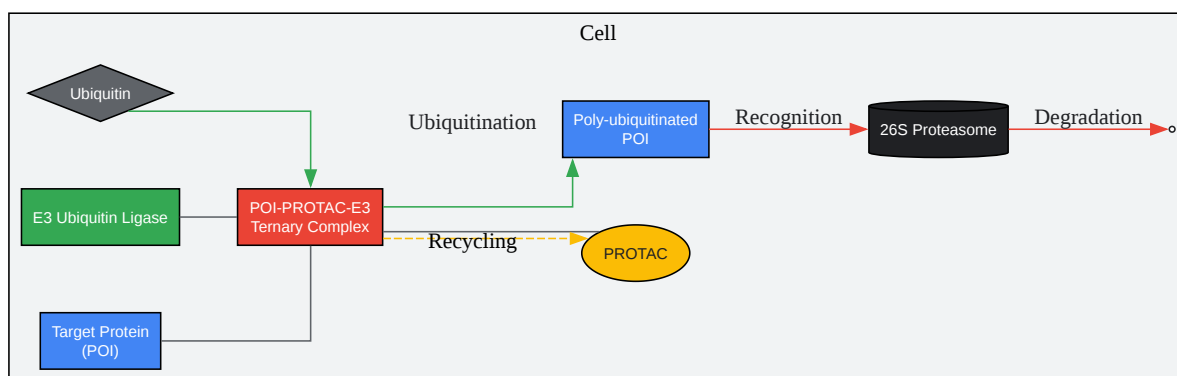 Cell
Ubiquitin
Ubiquitination
Poly-ubiquitinated
POI
Recognition
26S Proteasome
Degradation
E3 Ubiquitin Ligase
POI-PROTAC-E3
Ternary Complex
Recycling
PROTAC
Target Protein
(POI)